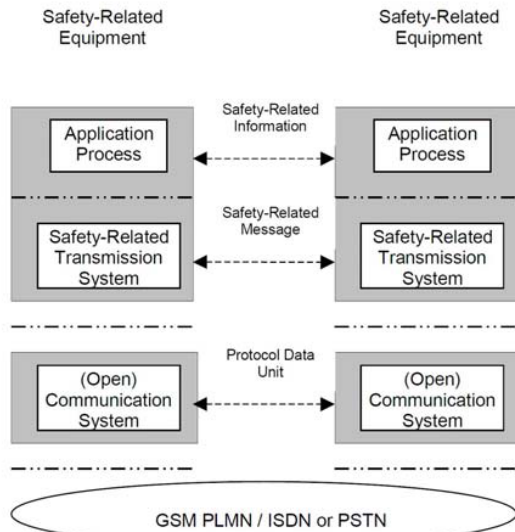 Safety-Related
Equipment
Safety-Related
Equipment
Application
Process
Safety-Related
Information
Application
Process
Safety-Related
Transmission
System
Safety-Related
Message
Safety-Related
Transmission
System
(Open)
Communication
System
Protocol Data
Unit
(Open)
Communication
System
GSM PLMN / ISDN or PSTN